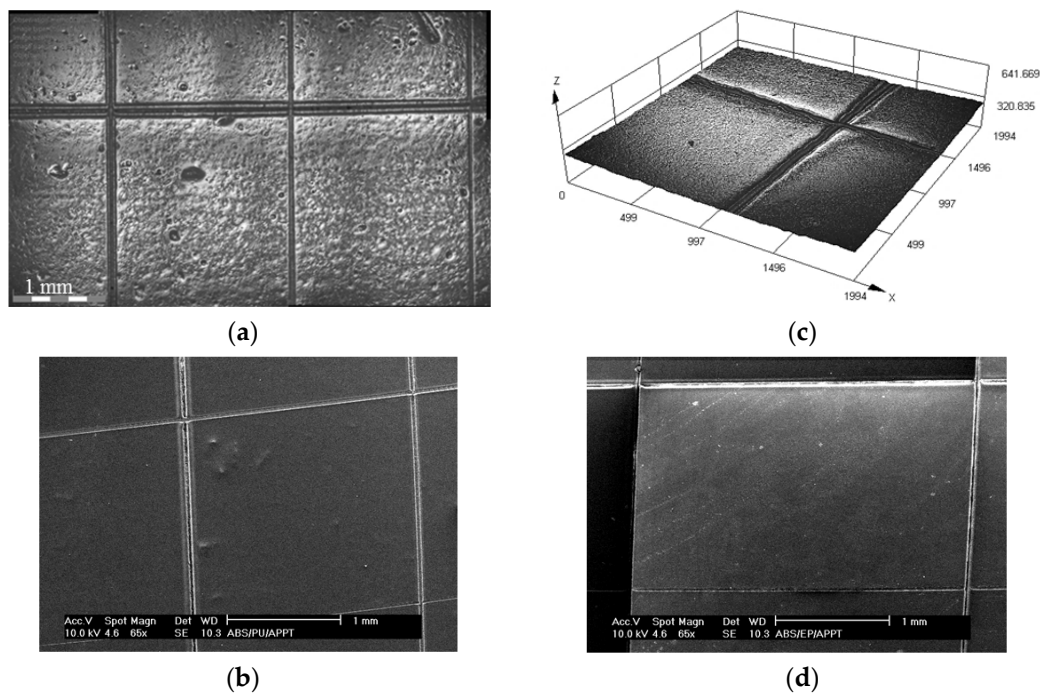 1 mm
(a)
Z
641.669
320.835
1994
1496
997
499
0
499
997
1496
1994
X
(c)
Acc.V Spot Magn Det WD 1 mm
10.0 kV 4.6 65x SE 10.3 ABS/PU/APPT
(b)
Acc.V Spot Magn Det WD 1 mm
10.0 kV 4.6 65x SE 10.3 ABS/EP/APPT
(d)